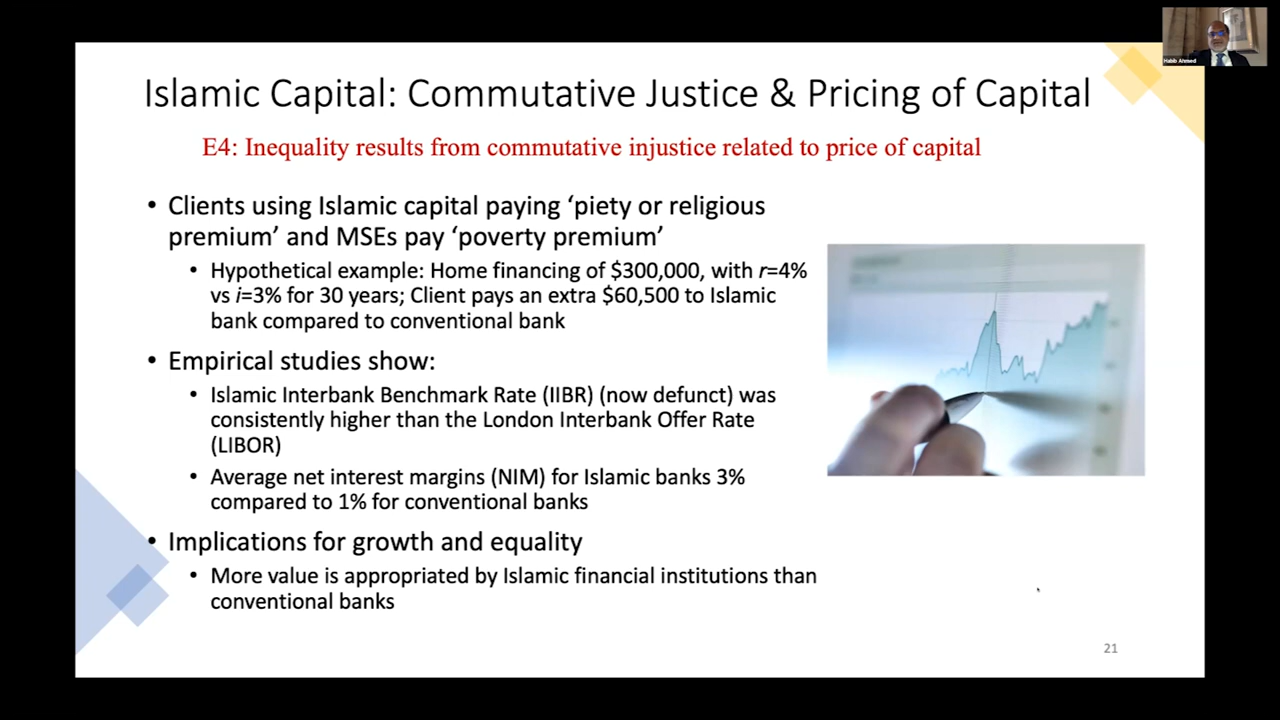 Habib Ahmed
Islamic Capital: Commutative Justice & Pricing of Capital
E4: Inequality results from commutative injustice related to price of capital
• Clients using Islamic capital paying ‘piety or religious
premium’ and MSEs pay ‘poverty premium’
• Hypothetical example: Home financing of $300,000, with r=4%
vs i=3% for 30 years; Client pays an extra $60,500 to Islamic
bank compared to conventional bank
• Empirical studies show:
• Islamic Interbank Benchmark Rate (IIBR) (now defunct) was
consistently higher than the London Interbank Offer Rate
(LIBOR)
• Average net interest margins (NIM) for Islamic banks 3%
compared to 1% for conventional banks
• Implications for growth and equality
• More value is appropriated by Islamic financial institutions than
conventional banks
21